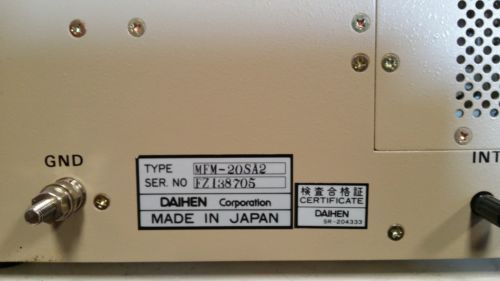 GND
TYPE MFM-20SA2
SER. NO FZ138705
DAIHEN Corporation
MADE IN JAPAN
検査合格証
CERTIFICATE
DAIHEN
SR-204333
INT